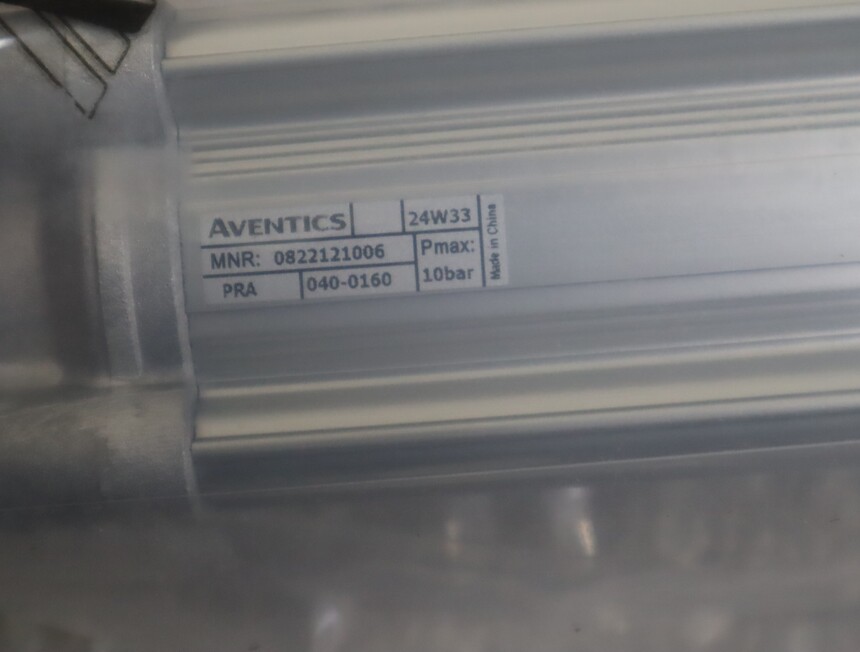 AVENTICS 24W33
MNR: 0822121006 Pmax:
PRA 040-0160 10bar
Made in China